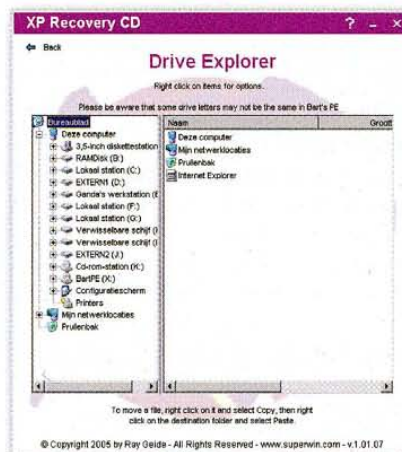 XP Recovery CD
Back
Drive Explorer
Right click on items for options.
Please be aware that some drive letters may not be the same in Bart's PE
Bureaublad
Deze computer
3,5-inch diskettestation
RAMDisk (B:)
Lokaal station (C:)
EXTERN1 (D:)
Ganda's werkstation (E
Lokaal station (F:)
Lokaal station (G:)
Verwisselbare schijf (
Verwisselbare schijf (I
EXTERN2 (J:)
Cd-rom-station (K:)
BartPE (X:)
Configuratiescherm
Printers
Mijn netwerklocaties
Prullenbak
Naam Groott
Deze computer
Mijn netwerklocaties
Prullenbak
Internet Explorer
To move a file, right click on it and select Copy, then right
click on the destination folder and select Paste.
© Copyright 2005 by Ray Geide - All Rights Reserved - www.superwin.com - v.1.01.07